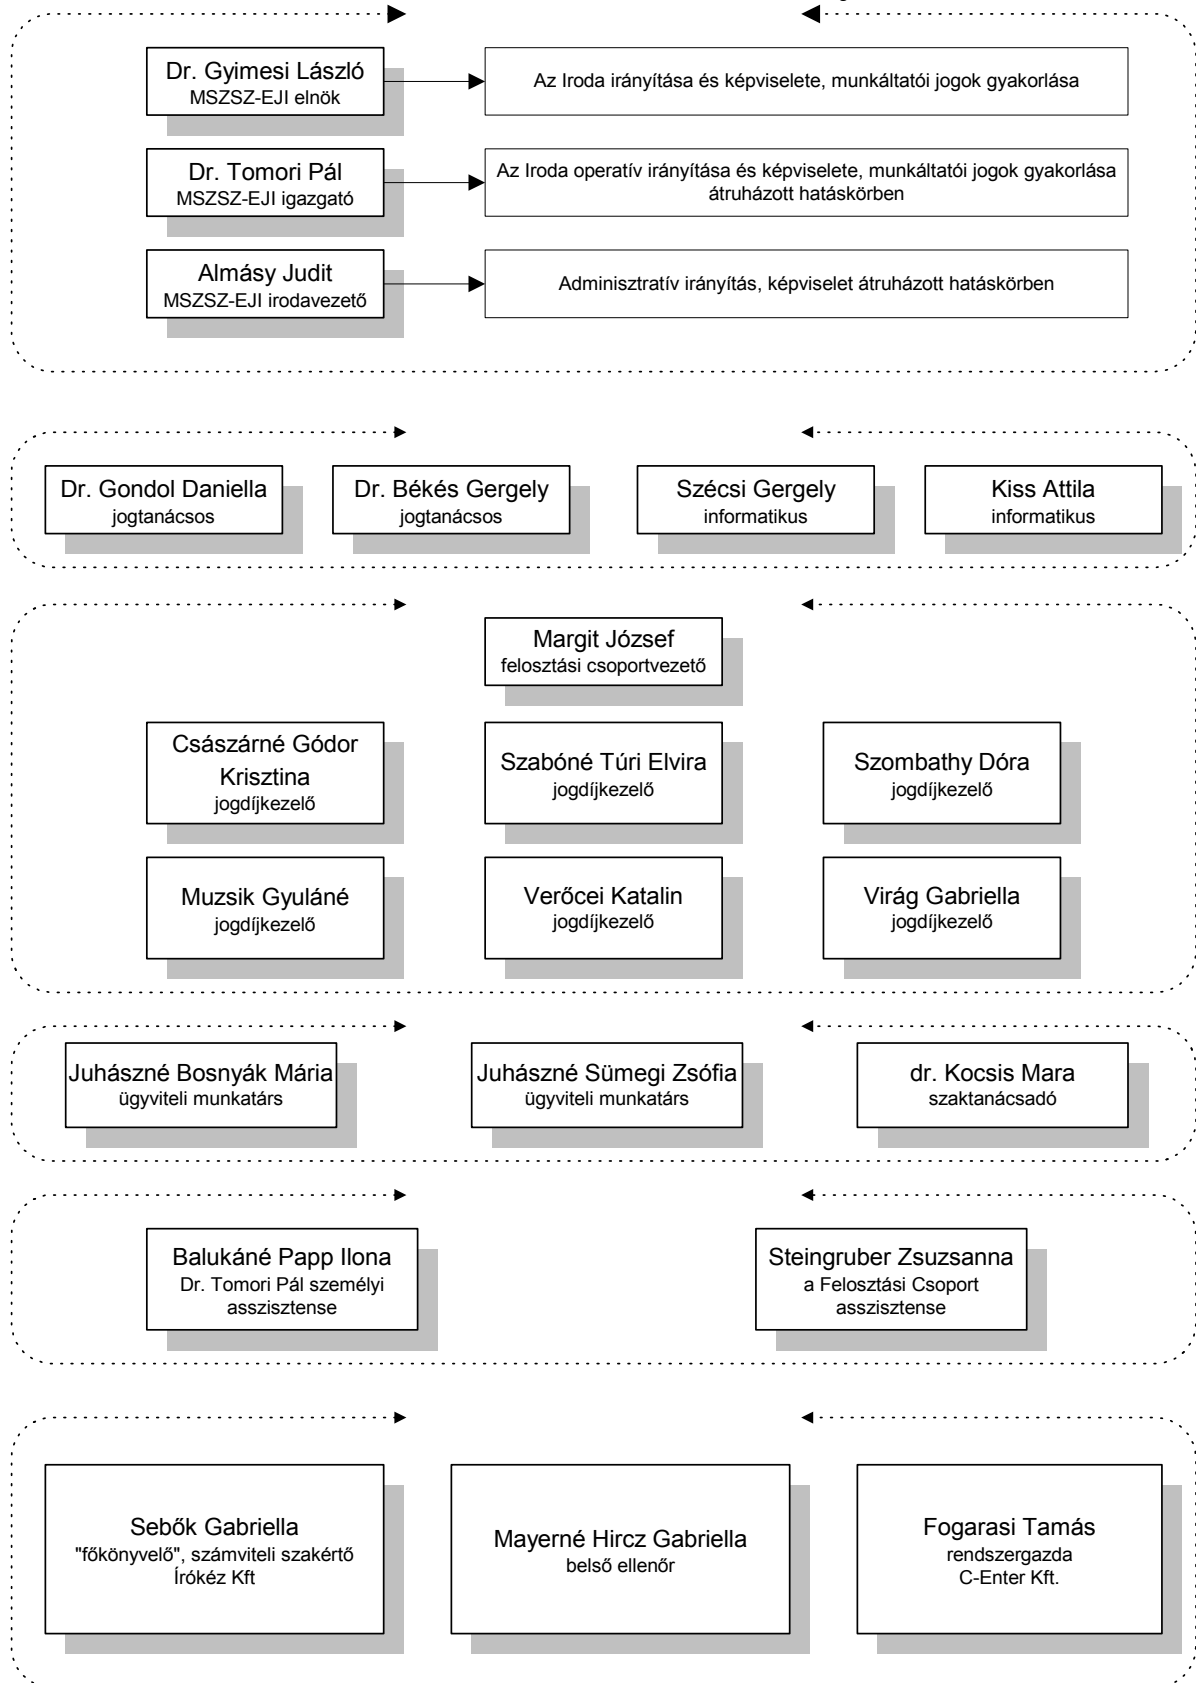 Dr. Gyimesi László
MSZSZ-EJI elnök
Az Iroda irányítása és képviselete, munkáltatói jogok gyakorlása
Dr. Tomori Pál
MSZSZ-EJI igazgató
Az Iroda operatív irányítása és képviselete, munkáltatói jogok gyakorlása
átruházott hatáskörben
Almásy Judit
MSZSZ-EJI irodavezető
Adminisztratív irányítás, képviselet átruházott hatáskörben
Dr. Gondol Daniella
jogtanácsos
Dr. Békés Gergely
jogtanácsos
Szécsi Gergely
informatikus
Kiss Attila
informatikus
Margit József
felosztási csoportvezető
Császárné Gódor
Krisztina
jogdíjkezelő
Szabóné Túri Elvira
jogdíjkezelő
Szombathy Dóra
jogdíjkezelő
Muzsik Gyuláné
jogdíjkezelő
Verőcei Katalin
jogdíjkezelő
Virág Gabriella
jogdíjkezelő
Juhászné Bosnyák Mária
ügyviteli munkatárs
Juhászné Sümegi Zsófia
ügyviteli munkatárs
dr. Kocsis Mara
szaktanácsadó
Balukáné Papp Ilona
Dr. Tomori Pál személyi
asszisztense
Steingruber Zsuzsanna
a Felosztási Csoport
asszisztense
Sebők Gabriella
"főkönyvelő", számviteli szakértő
Írókéz Kft
Mayerné Hircz Gabriella
belső ellenőr
Fogarasi Tamás
rendszergazda
C-Enter Kft.